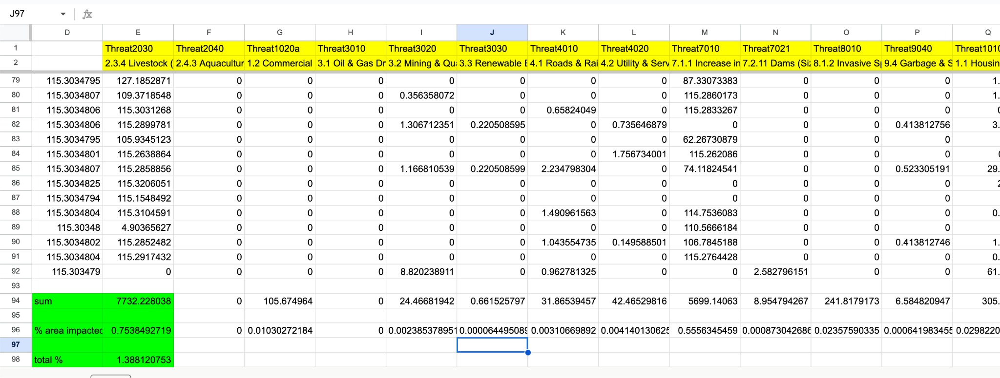 J97 fx
D E F G H I J K L M N O P Q
1 Threat2030 Threat2040 Threat1020a Threat3010 Threat3020 Threat3030 Threat4010 Threat4020 Threat7010 Threat7021 Threat8010 Threat9040 Threat101
2 2.3.4 Livestock ( 2.4.3 Aquacultur 1.2 Commercial 3.1 Oil & Gas Dr 3.2 Mining & Qu 3.3 Renewable E 4.1 Roads & Rai 4.2 Utility & Serv 7.1.1 Increase in 7.2.11 Dams (Siz 8.1.2 Invasive Sp 9.4 Garbage & S 1.1 Housin
79 115.3034795 127.1852871 0 0 0 0 0 0 0 87.33073383 0 0 0 1.
80 115.3034807 109.3718548 0 0 0 0.356358072 0 0 0 115.2860173 0 0 0 1.
81 115.3034806 115.3031268 0 0 0 0 0 0.65824049 0 115.2833267 0 0 0
82 115.3034806 115.2899781 0 0 0 1.306712351 0.220508595 0 0.735646879 0 0 0 0.413812756 3.
83 115.3034795 105.9345123 0 0 0 0 0 0 0 62.26730879 0 0 0
84 115.3034801 115.2638864 0 0 0 0 0 0 1.756734001 115.262086 0 0 0
85 115.3034807 115.2858856 0 0 0 1.166810539 0.220508599 2.234798304 0 74.11824541 0 0 0.523305191 29.
86 115.3034825 115.3206051 0 0 0 0 0 0 0 0 0 0 0
87 115.3034794 115.1548492 0 0 0 0 0 0 0 0 0 0 0
88 115.3034804 115.3104591 0 0 0 0 0 1.490961563 0 114.7536083 0 0 0 0.
89 115.30348 4.90365627 0 0 0 0 0 0 0 110.5666184 0 0 0
90 115.3034802 115.2852482 0 0 0 0 0 1.043554735 0.149588501 106.7845188 0 0 0.413812746 1.
91 115.3034804 115.2917432 0 0 0 0 0 0 0 115.2764428 0 0 0 0.
92 115.303479 0 0 0 0 8.820238911 0 0.962781325 0 0 2.582796151 0 0 61.
93
94 sum 7732.228038 0 105.674964 0 24.46681942 0.661525797 31.86539457 42.46529816 5699.14063 8.954794267 241.8179173 6.584820947 305.
95
96 % area impacted 0.7538492719 0 0.01030272184 0 0.002385378951 0.000064495089 0.00310669892 0.004140130625 0.5556345459 0.000873042686 0.02357590335 0.000641983455 0.0298220
97
98 total % 1.388120753